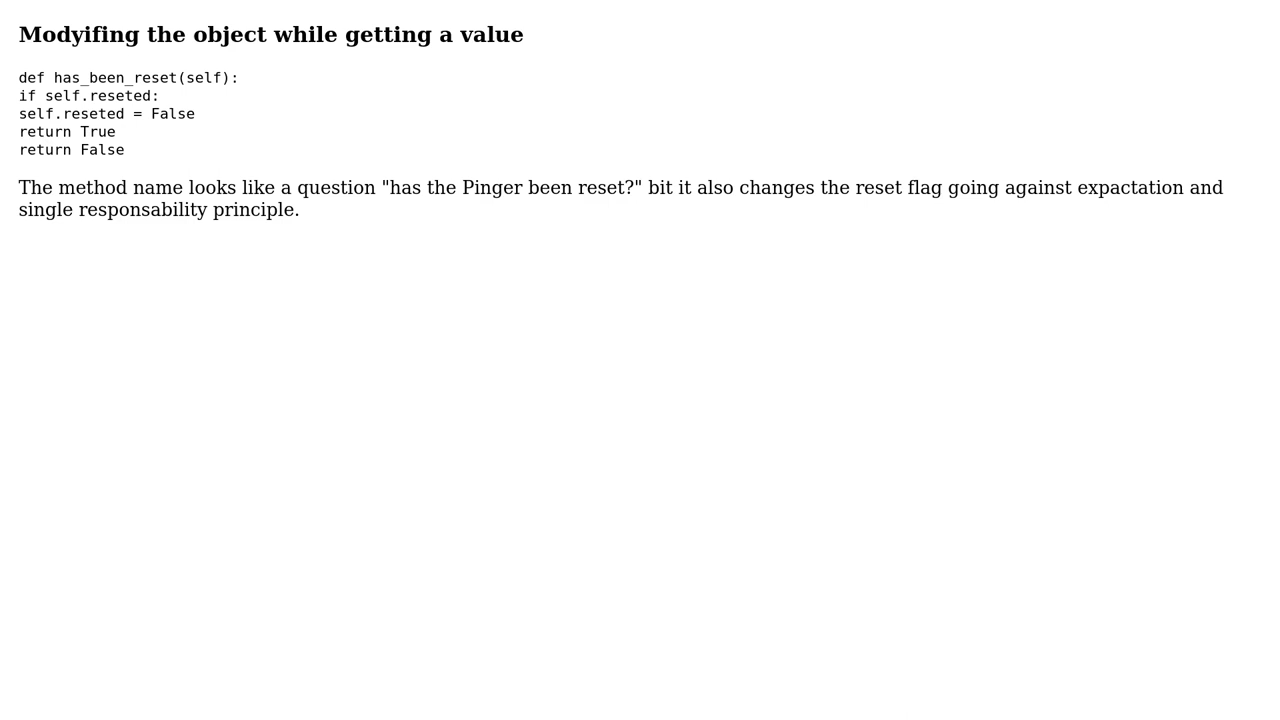 Modyifing the object while getting a value
def has_been_reset(self):
if self.reseted:
self.reseted = False
return True
return False
The method name looks like a question "has the Pinger been reset?" bit it also changes the reset flag going against expactation and
single responsability principle.